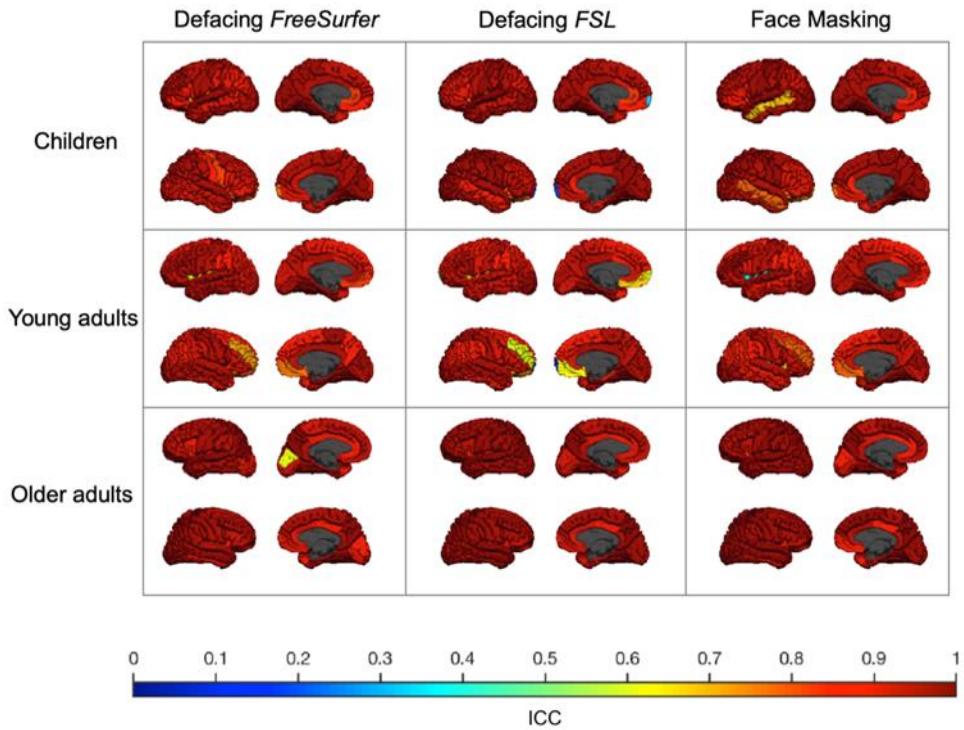 Defacing FreeSurfer Defacing FSL Face Masking
Children
Young adults
Older adults
0 0.1 0.2 0.3 0.4 0.5 0.6 0.7 0.8 0.9 1
ICC